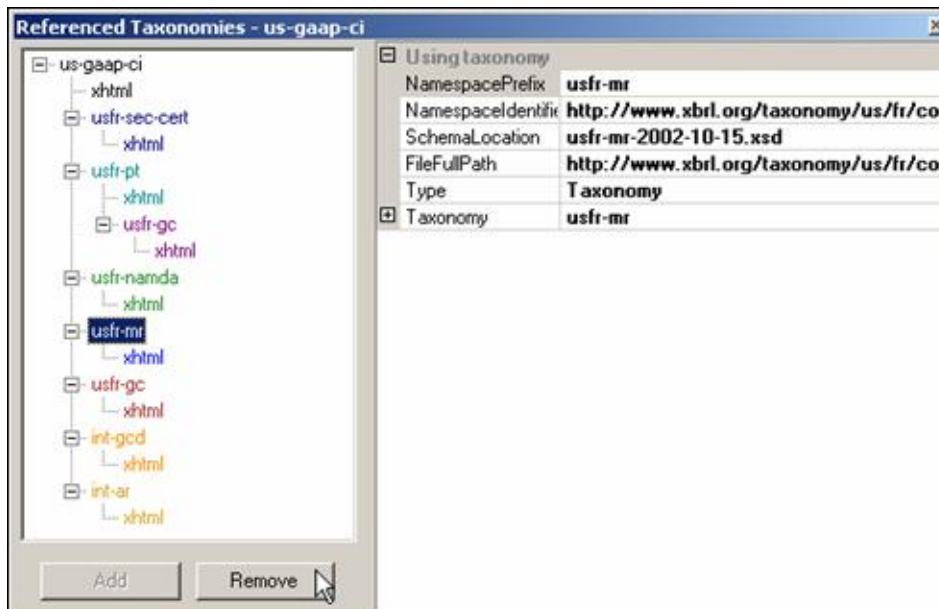 Referenced Taxonomies - us-gaap-ci
us-gaap-ci
xhtml
usfr-sec-cert
xhtml
usfr-pt
xhtml
usfr-gc
xhtml
usfr-namda
xhtml
usfr-mr
xhtml
usfr-gc
xhtml
int-gcd
xhtml
int-ar
xhtml
Add Remove
Using taxonomy
NamespacePrefix usfr-mr
NamespaceIdentifie http://www.xbrl.org/taxonomy/us/fr/co
SchemaLocation usfr-mr-2002-10-15.xsd
FileFullPath http://www.xbrl.org/taxonomy/us/fr/co
Type Taxonomy
Taxonomy usfr-mr